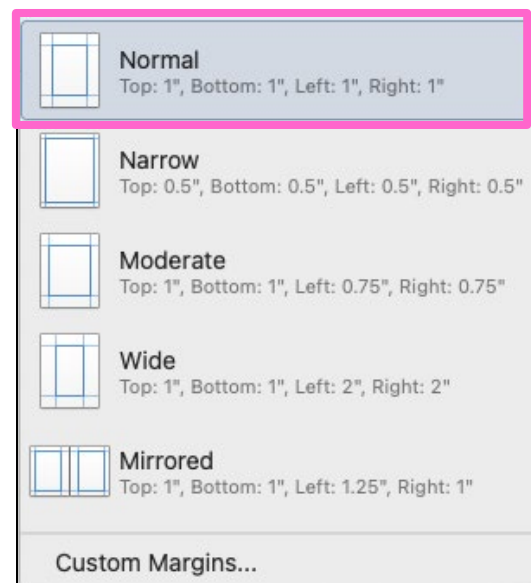 Normal
Top: 1", Bottom: 1", Left: 1", Right: 1"
Narrow
Top: 0.5", Bottom: 0.5", Left: 0.5", Right: 0.5"
Moderate
Top: 1", Bottom: 1", Left: 0.75", Right: 0.75"
Wide
Top: 1", Bottom: 1", Left: 2", Right: 2"
Mirrored
Top: 1", Bottom: 1", Left: 1.25", Right: 1"
Custom Margins...